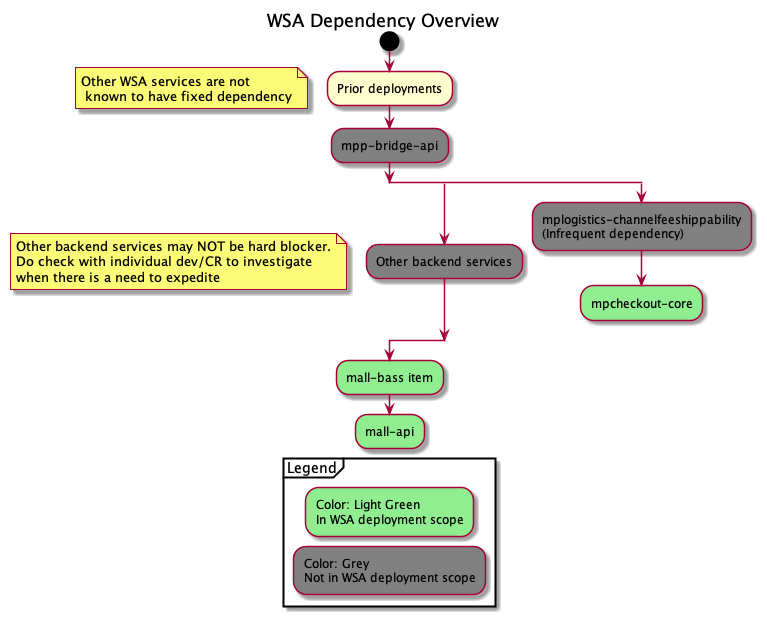 WSA Dependency Overview
Other WSA services are not
known to have fixed dependency
Prior deployments
mpp-bridge-api
mplogistics-channelfeeshippability
(Infrequent dependency)
Other backend services may NOT be hard blocker.
Do check with individual dev/CR to investigate
when there is a need to expedite
Other backend services
mpcheckout-core
mall-bass item
mall-api
Legend
Color: Light Green
In WSA deployment scope
Color: Grey
Not in WSA deployment scope